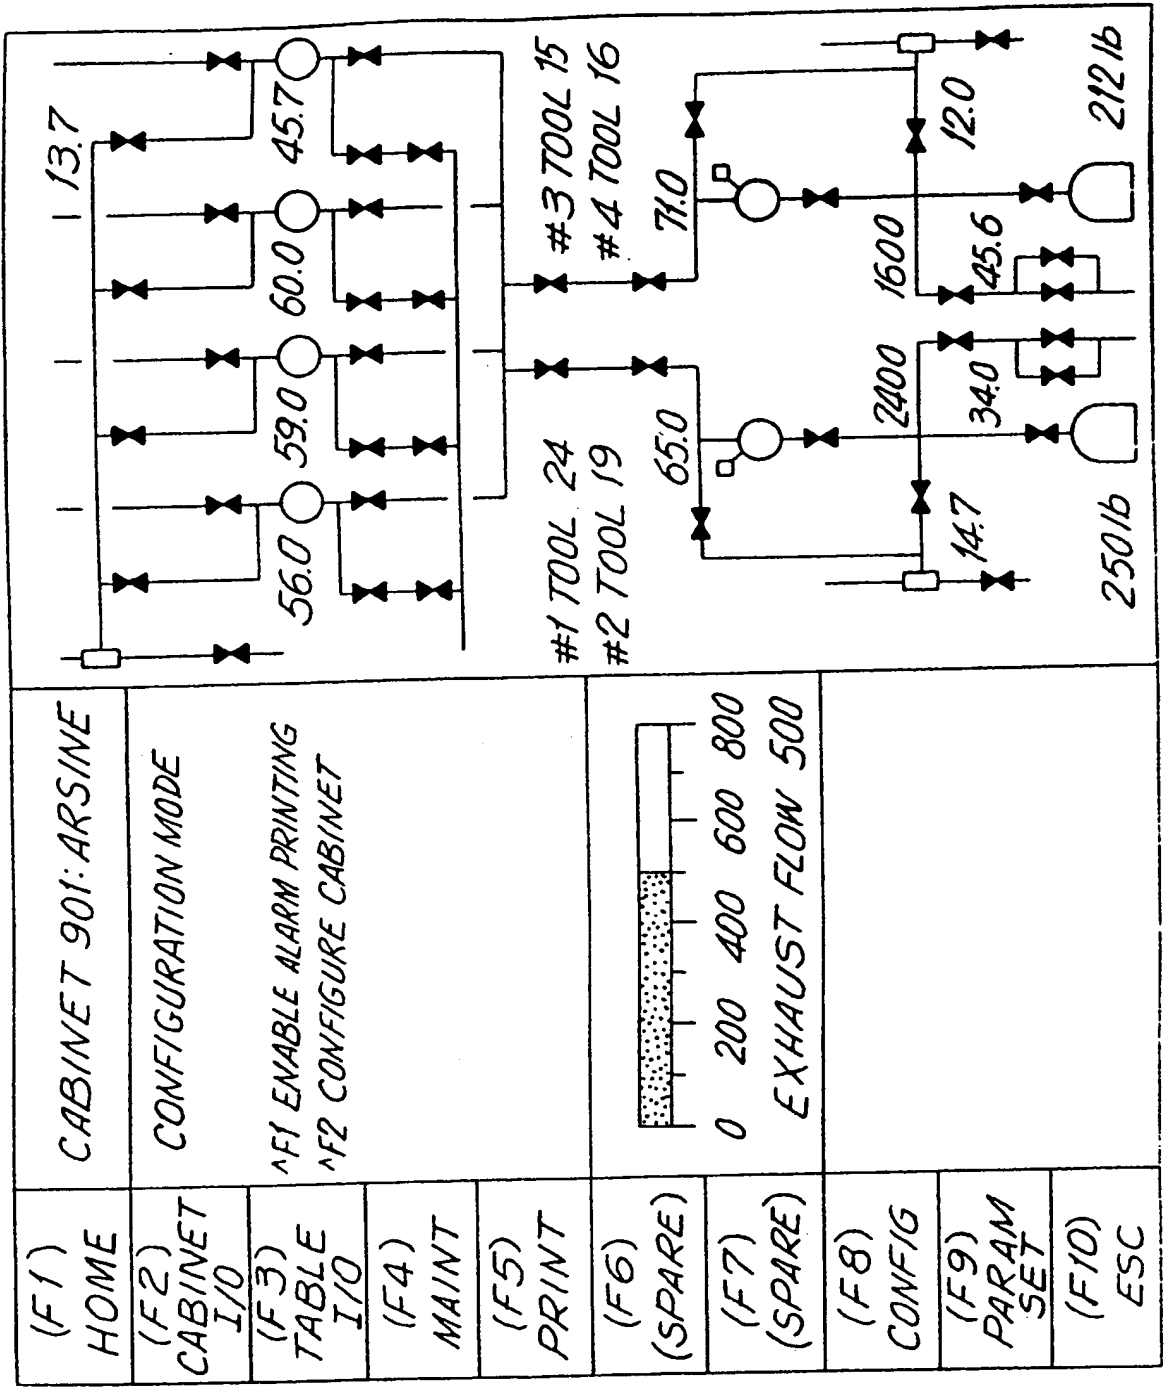 (F1)
HOME
(F2)
CABINET
I/O
(F3)
TABLE
I/O
(F4)
MAINT
(F5)
PRINT
(F6)
(SPARE)
(F7)
(SPARE)
(F8)
CONFIG
(F9)
PARAM
SET
(F10)
ESC
CABINET 901: ARSINE
CONFIGURATION MODE
^F1 ENABLE ALARM PRINTING
^F2 CONFIGURE CABINET
0 200 400 600 800
EXHAUST FLOW 500
13.7
56.0 59.0 60.0 45.7
#1 TOOL 24
#2 TOOL 19
#3 TOOL 15
#4 TOOL 16
65.0 71.0
2400 1600
14.7 34.0 45.6 12.0
250 lb 212 lb